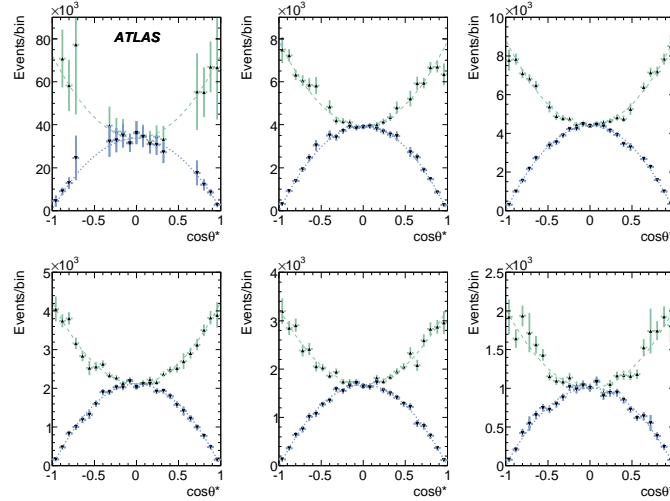 ×10³ ×10³ ×10³
Events/bin Events/bin Events/bin
ATLAS
80 8 10
60 6 8
40 4 6
20 2 4
2
0 0 0
-1 -0.5 0 0.5 1 -1 -0.5 0 0.5 1 -1 -0.5 0 0.5
cosθ* cosθ* cosθ*
×10³ ×10³ ×10³
Events/bin Events/bin Events/bin
5 4 2.5
4 3 2
3 2 1.5
2 1 1
1 0.5
0 0 0
-1 -0.5 0 0.5 1 -1 -0.5 0 0.5 1 -1 -0.5 0 0.5
cosθ* cosθ* cosθ*